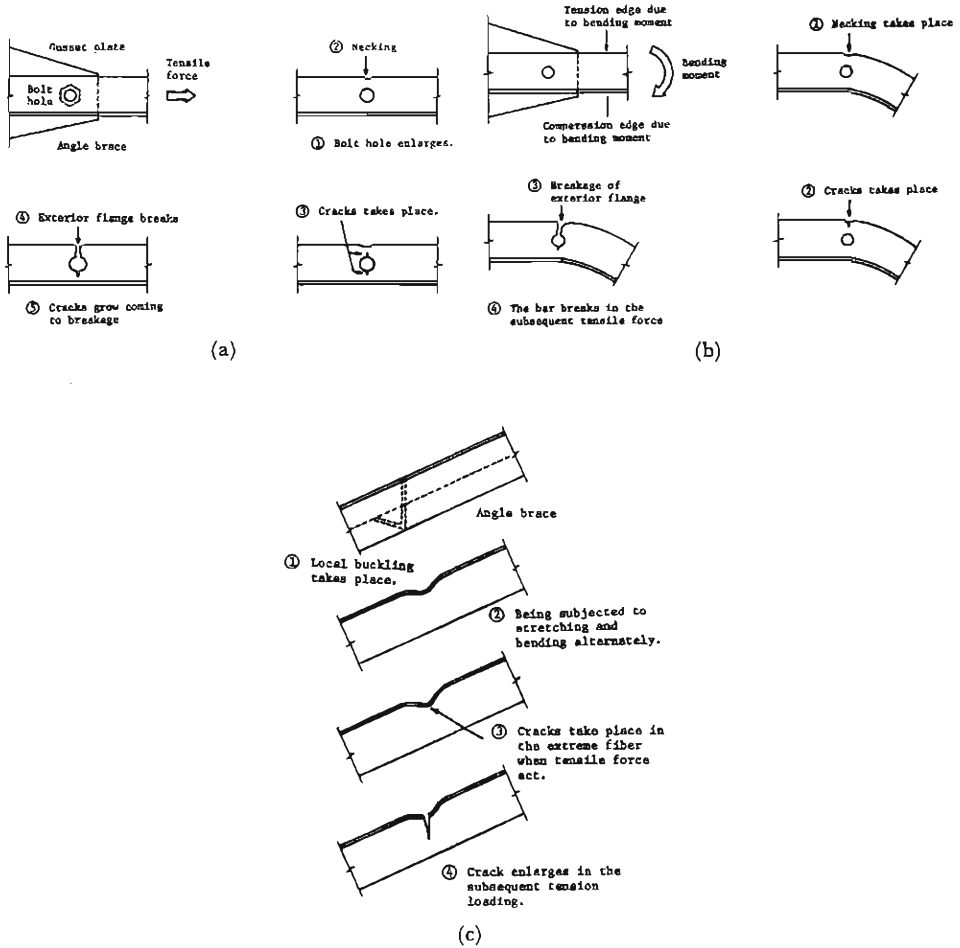 Gusset plate
Bolt
hole
Tensile
force
Angle brace
② Necking
① Bolt hole enlarges.
④ Exterior flange breaks
⑤ Cracks grow coming
to breakage
③ Cracks takes place.
(a)
Tension edge due
to bending moment
Bending
moment
Compression edge due
to bending moment
① Necking takes place
③ Breakage of
exterior flange
④ The bar breaks in the
subsequent tensile force
② Cracks takes place
(b)
Angle brace
① Local buckling
takes place.
② Being subjected to
stretching and
bending alternately.
③ Cracks take place in
the extreme fiber
when tensile force
act.
④ Crack enlarges in the
subsequent tension
loading.
(c)